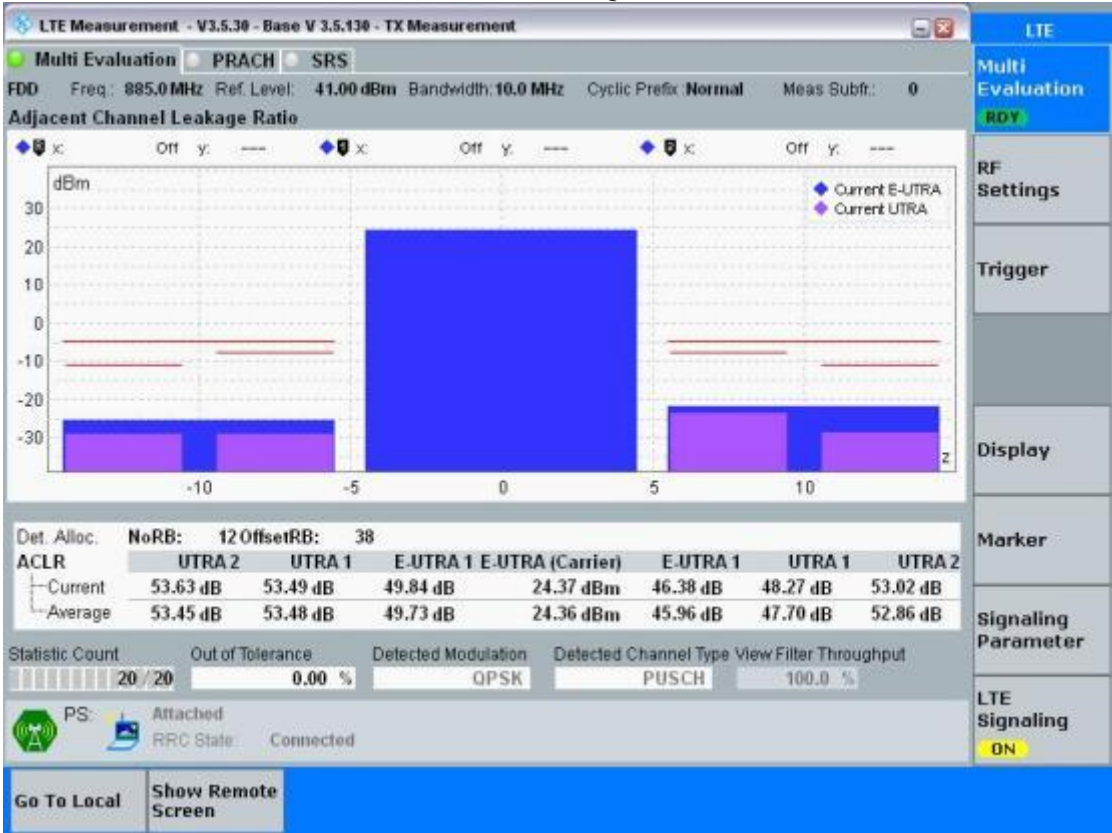 LTE Measurement - V3.5.30 - Base V 3.5.130 - TX Measurement
Multi Evaluation PRACH SRS
FDD Freq.: 885.0 MHz Ref. Level: 41.00 dBm Bandwidth: 10.0 MHz Cyclic Prefix: Normal Meas Subfr.: 0
Adjacent Channel Leakage Ratio
x: Off y: --- x: Off y: --- x: Off y: ---
dBm
Current E-UTRA
Current UTRA
30
20
10
0
-10
-20
-30
z
-10 -5 0 5 10
Det. Alloc. NoRB: 12 OffsetRB: 38
ACLR UTRA 2 UTRA 1 E-UTRA 1 E-UTRA (Carrier) E-UTRA 1 UTRA 1 UTRA 2
Current 53.63 dB 53.49 dB 49.84 dB 24.37 dBm 46.38 dB 48.27 dB 53.02 dB
Average 53.45 dB 53.48 dB 49.73 dB 24.36 dBm 45.96 dB 47.70 dB 52.86 dB
Statistic Count Out of Tolerance Detected Modulation Detected Channel Type View Filter Throughput
20 / 20 0.00 % QPSK PUSCH 100.0 %
PS: Attached
RRC State: Connected
LTE
Multi
Evaluation
RDY
RF
Settings
Trigger
Display
Marker
Signaling
Parameter
LTE
Signaling
ON
Go To Local
Show Remote
Screen